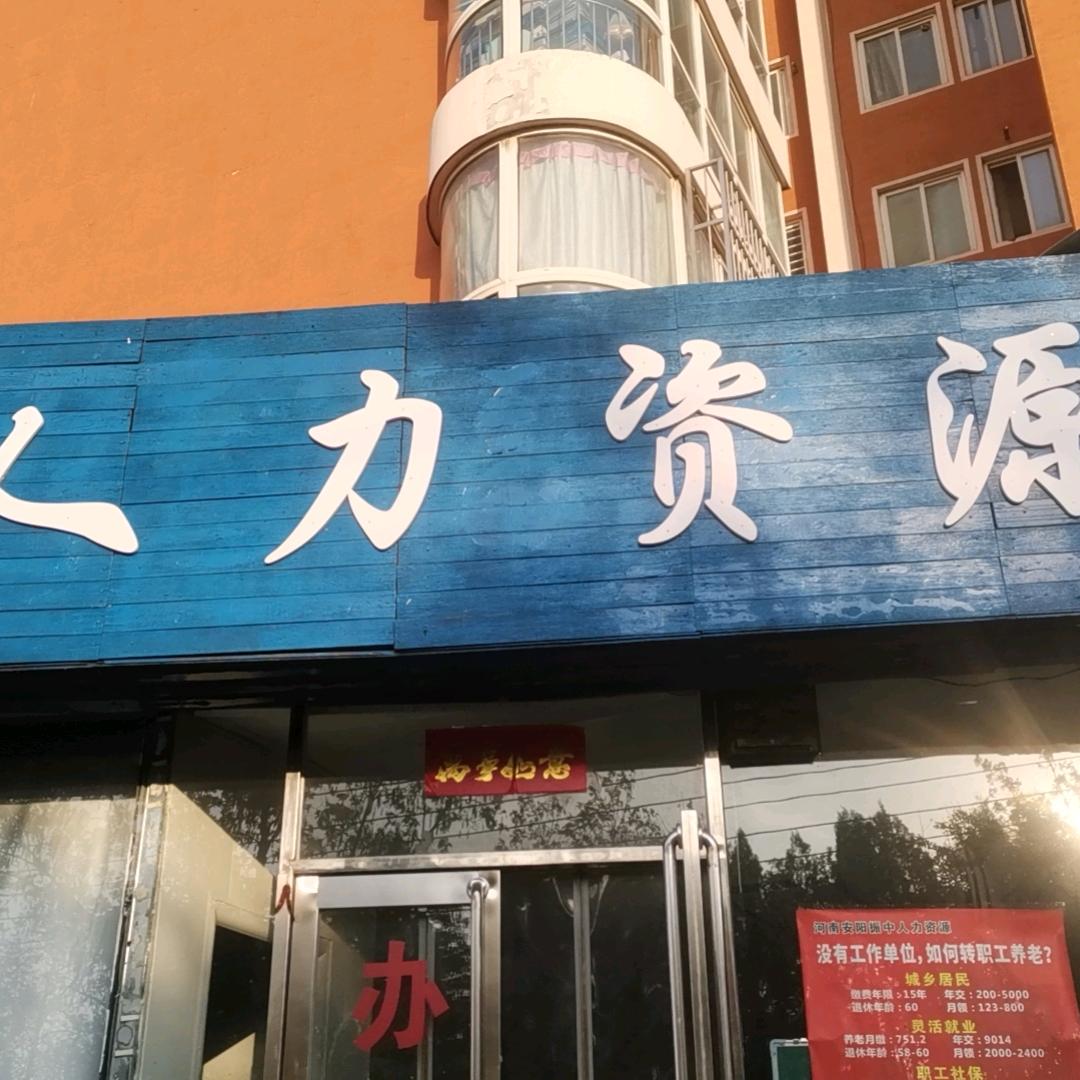 人力资源
万事如意
办
河南安阳振中人力资源
没有工作单位,如何转职工养老?
城乡居民
缴费年限:15年 年交:200-5000
退休年龄:60 月领:123-800
灵活就业
养老月缴:751.2 年交:9014
退休年龄:58-60 月领:2000-2400
职工社保